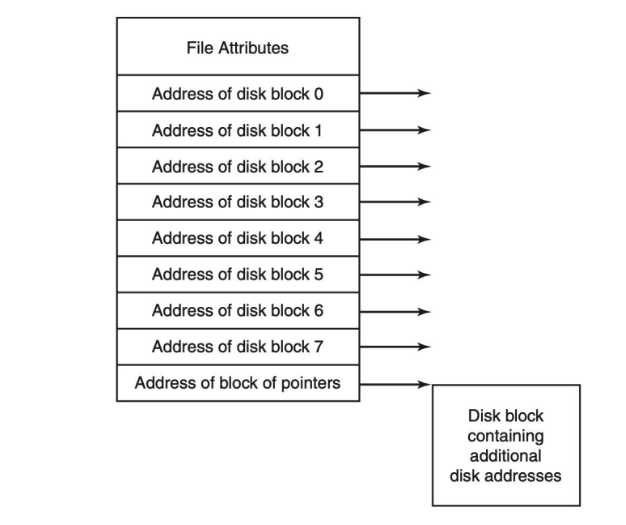 File Attributes
Address of disk block 0
Address of disk block 1
Address of disk block 2
Address of disk block 3
Address of disk block 4
Address of disk block 5
Address of disk block 6
Address of disk block 7
Address of block of pointers
Disk block
containing
additional
disk addresses